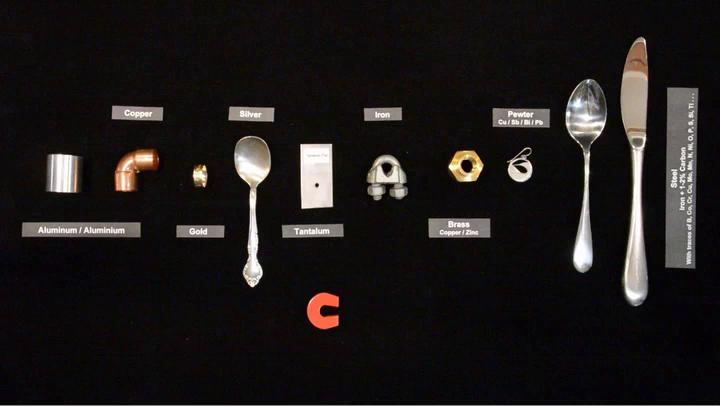 Copper
Silver
Iron
Pewter
Cu / Sb / Bi / Pb
Aluminum / Aluminium
Gold
Tantalum
Brass
Copper / Zinc
Steel
Iron + 1-2% Carbon
With traces of B, Co, Cr, Cu, Mo, Mn, N, Ni, O, P, S, Si, Ti . . .